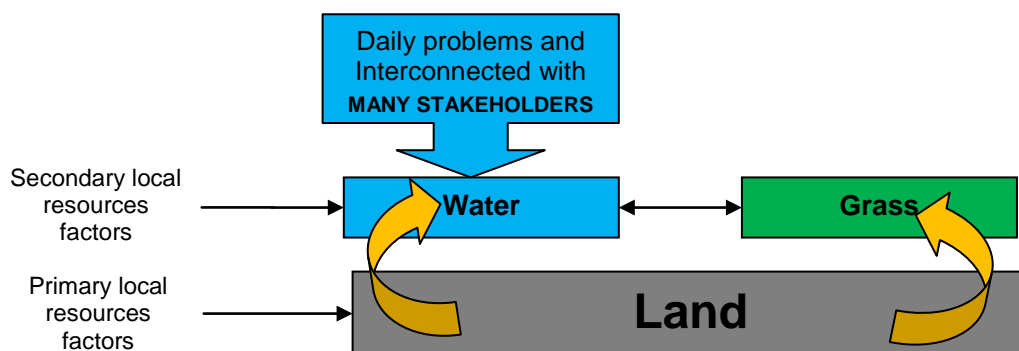 Daily problems and
Interconnected with
MANY STAKEHOLDERS
Secondary local
resources
factors
Water
Grass
Primary local
resources
factors
Land